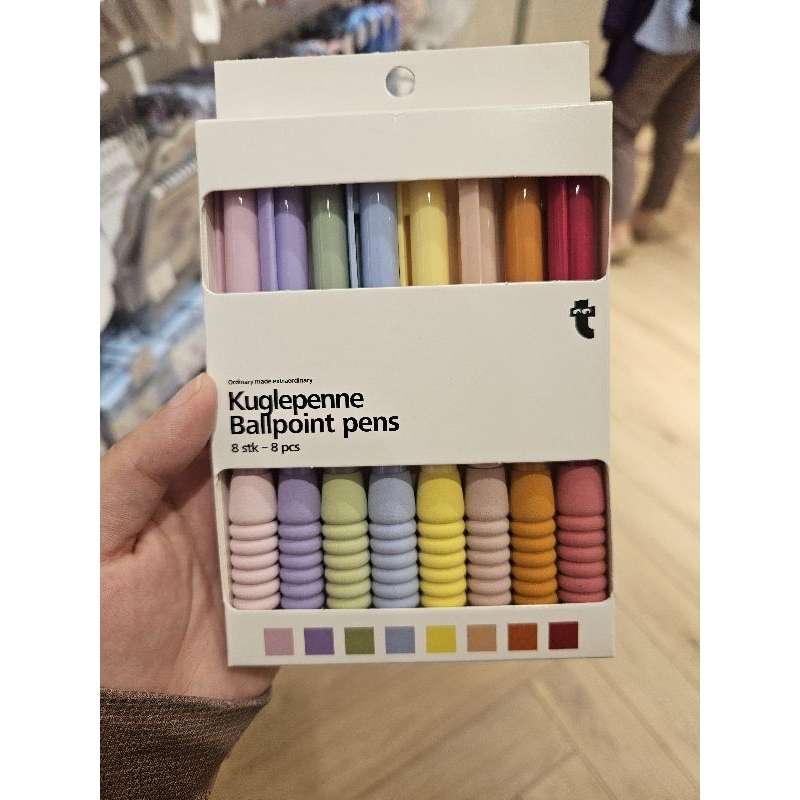 t
Ordinary made extraordinary
Kuglepenne
Ballpoint pens
8 stk - 8 pcs